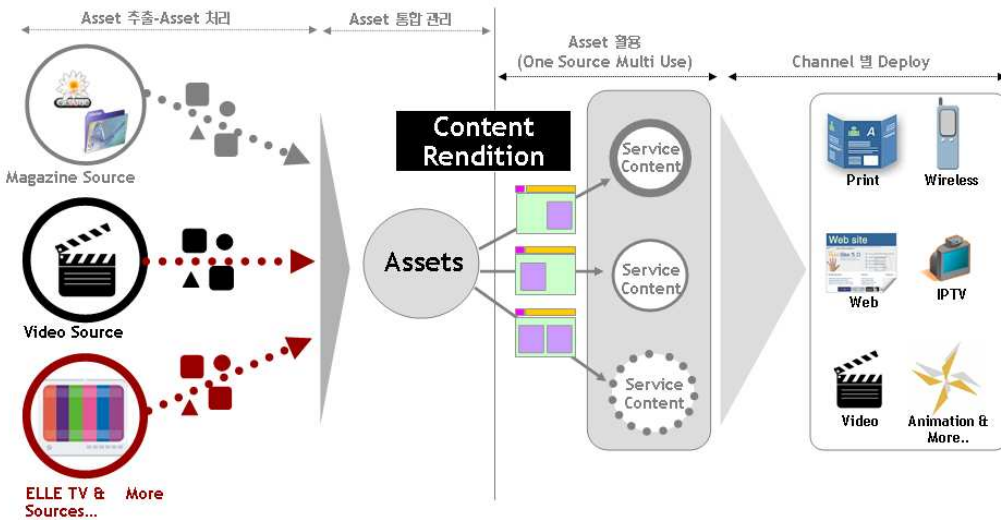 Asset 추출-Asset 처리
Asset 통합 관리
Asset 활용
(One Source Multi Use)
Channel 별 Deploy
Magazine Source
Video Source
ELLE TV & More
Sources...
Content
Rendition
Assets
Service
Content
Service
Content
Service
Content
A
Print
Wireless
Web site
Web
IPTV
Video
Animation &
More..